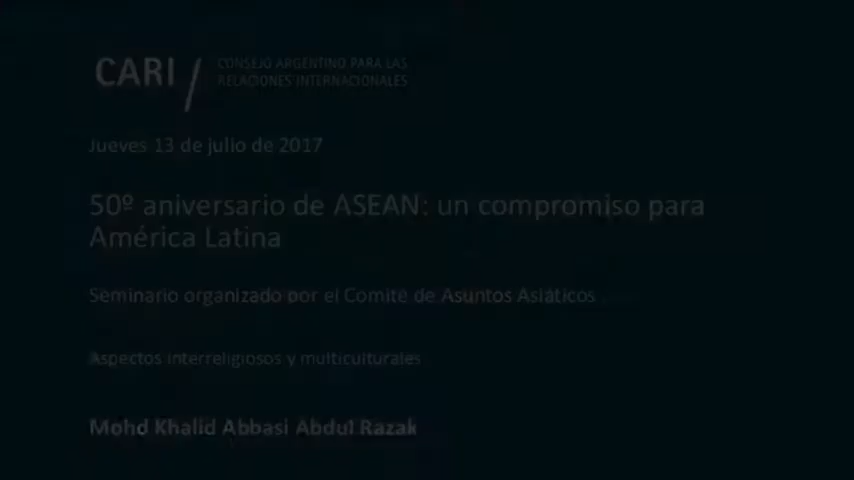 CARI
CONSEJO ARGENTINO PARA LAS
RELACIONES INTERNACIONALES
Jueves 13 de julio de 2017
50º aniversario de ASEAN: un compromiso para
América Latina
Seminario organizado por el Comité de Asuntos Asiáticos
Aspectos interreligiosos y multiculturales
Mohd Khalid Abbasi Abdul Razak